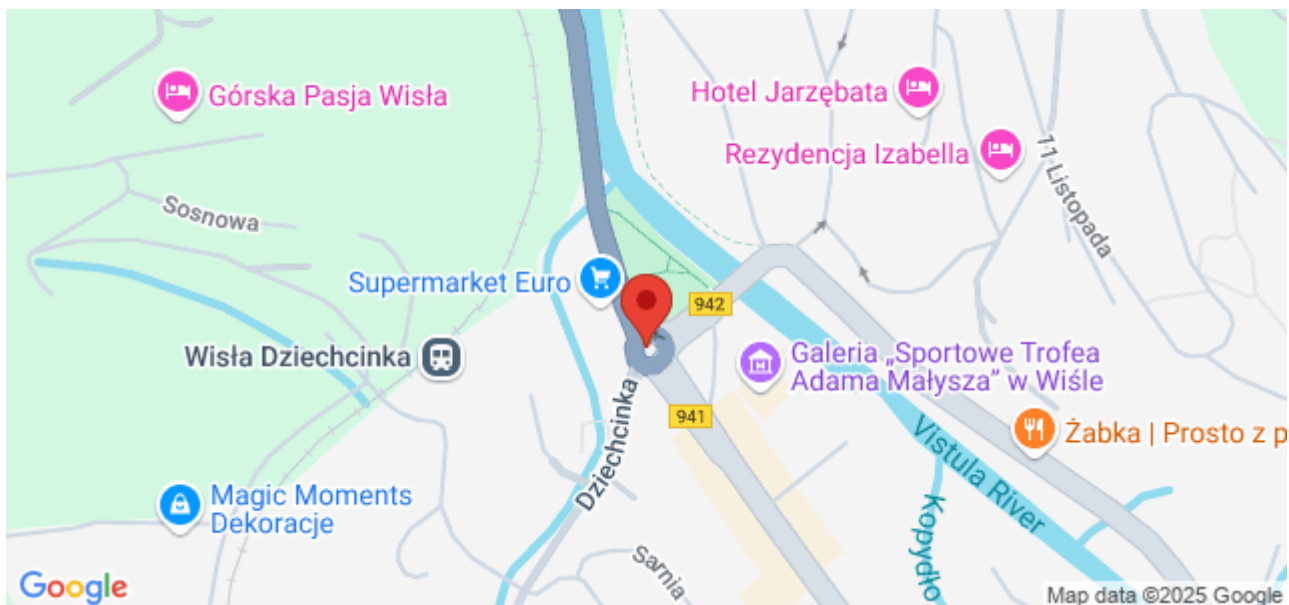 Górska Pasja Wisła
Hotel Jarzębata
Rezydencja Izabella
11 Listopada
Sosnowa
Supermarket Euro
942
Wisła Dziechcinka
Galeria „Sportowe Trofea
Adama Małysza” w Wiśle
941
Dziechcinka
Żabka | Prosto z p
Vistula River
Magic Moments
Dekoracje
Kopydło
Sarnia
Google
Map data ©2025 Google